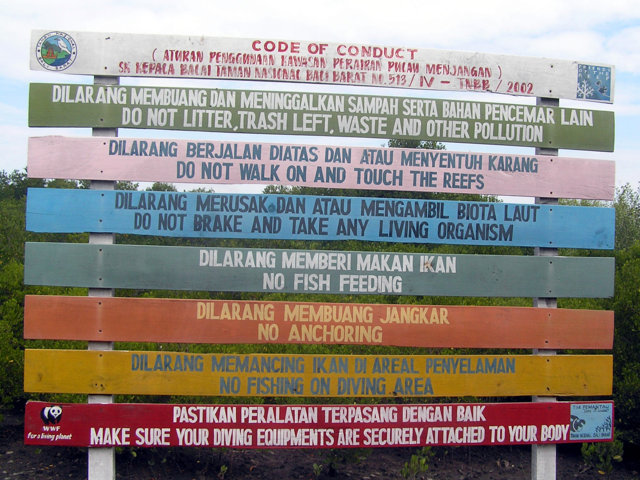 CODE OF CONDUCT
( ATURAN PENGGUNAAN KAWASAN PERAIRAN PULAU MENJANGAN )
SK KEPALA BALAI TAMAN NASIONAL BALI BARAT NO. 513 / IV - TNBB / 2002
DILARANG MEMBUANG DAN MENINGGALKAN SAMPAH SERTA BAHAN PENCEMAR LAIN
DO NOT LITTER, TRASH LEFT, WASTE AND OTHER POLLUTION
DILARANG BERJALAN DIATAS DAN ATAU MENYENTUH KARANG
DO NOT WALK ON AND TOUCH THE REEFS
DILARANG MERUSAK DAN ATAU MENGAMBIL BIOTA LAUT
DO NOT BRAKE AND TAKE ANY LIVING ORGANISM
DILARANG MEMBERI MAKAN IKAN
NO FISH FEEDING
DILARANG MEMBUANG JANGKAR
NO ANCHORING
DILARANG MEMANCING IKAN DI AREAL PENYELAMAN
NO FISHING ON DIVING AREA
PASTIKAN PERALATAN TERPASANG DENGAN BAIK
MAKE SURE YOUR DIVING EQUIPMENTS ARE SECURELY ATTACHED TO YOUR BODY
WWF
for a living planet